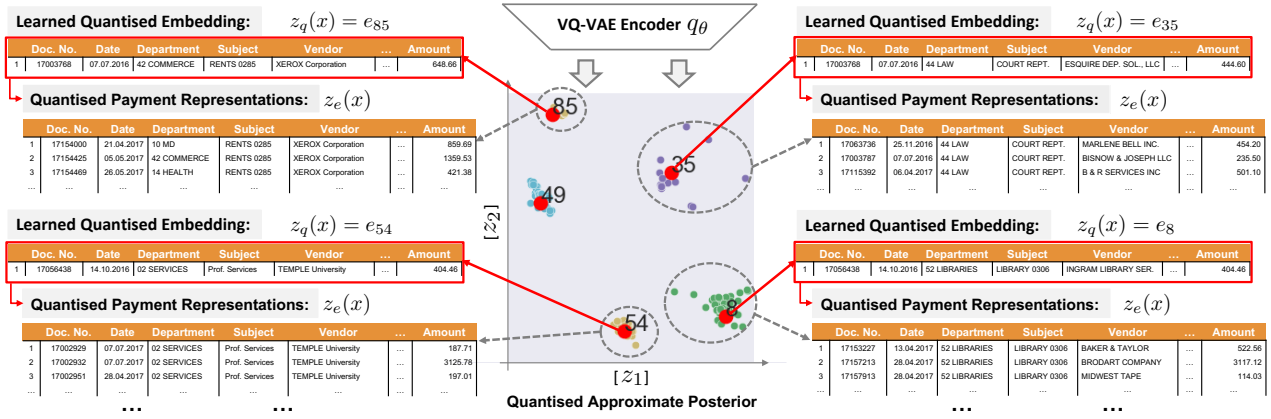 Learned Quantised Embedding: z_q(x) = e_85
Doc. No. Date Department Subject Vendor ... Amount
1 17003768 07.07.2016 42 COMMERCE RENTS 0285 XEROX Corporation ... 648.66
Quantised Payment Representations: z_e(x)
Doc. No. Date Department Subject Vendor ... Amount
1 17154000 21.04.2017 10 MD RENTS 0285 XEROX Corporation ... 859.69
2 17154425 05.05.2017 42 COMMERCE RENTS 0285 XEROX Corporation ... 1359.53
3 17154469 26.05.2017 14 HEALTH RENTS 0285 XEROX Corporation ... 421.38
... ... ... ... ... ...
Learned Quantised Embedding: z_q(x) = e_54
Doc. No. Date Department Subject Vendor ... Amount
1 17056438 14.10.2016 02 SERVICES Prof. Services TEMPLE University ... 404.46
Quantised Payment Representations: z_e(x)
Doc. No. Date Department Subject Vendor ... Amount
1 17002929 07.07.2017 02 SERVICES Prof. Services TEMPLE University ... 187.71
2 17002932 07.07.2017 02 SERVICES Prof. Services TEMPLE University ... 3125.78
3 17002951 28.04.2017 02 SERVICES Prof. Services TEMPLE University ... 197.01
... ... ... ... ... ...
... ...
VQ-VAE Encoder q_θ
85
35
49
54
8
[z_2]
[z_1]
Quantised Approximate Posterior
Learned Quantised Embedding: z_q(x) = e_35
Doc. No. Date Department Subject Vendor ... Amount
1 17003768 07.07.2016 44 LAW COURT REPT. ESQUIRE DEP. SOL., LLC ... 444.60
Quantised Payment Representations: z_e(x)
Doc. No. Date Department Subject Vendor ... Amount
1 17063736 25.11.2016 44 LAW COURT REPT. MARLENE BELL INC. ... 454.20
2 17003787 07.07.2016 44 LAW COURT REPT. BISNOW & JOSEPH LLC ... 235.50
3 17115392 06.04.2017 44 LAW COURT REPT. B & R SERVICES INC ... 501.10
... ... ... ... ... ...
Learned Quantised Embedding: z_q(x) = e_8
Doc. No. Date Department Subject Vendor ... Amount
1 17056438 14.10.2016 52 LIBRARIES LIBRARY 0306 INGRAM LIBRARY SER. ... 404.46
Quantised Payment Representations: z_e(x)
Doc. No. Date Department Subject Vendor ... Amount
1 17153227 13.04.2017 52 LIBRARIES LIBRARY 0306 BAKER & TAYLOR ... 522.56
2 17157213 28.04.2017 52 LIBRARIES LIBRARY 0306 BRODART COMPANY ... 3117.12
3 17157913 28.04.2017 52 LIBRARIES LIBRARY 0306 MIDWEST TAPE ... 114.03
... ... ... ... ... ...
... ...